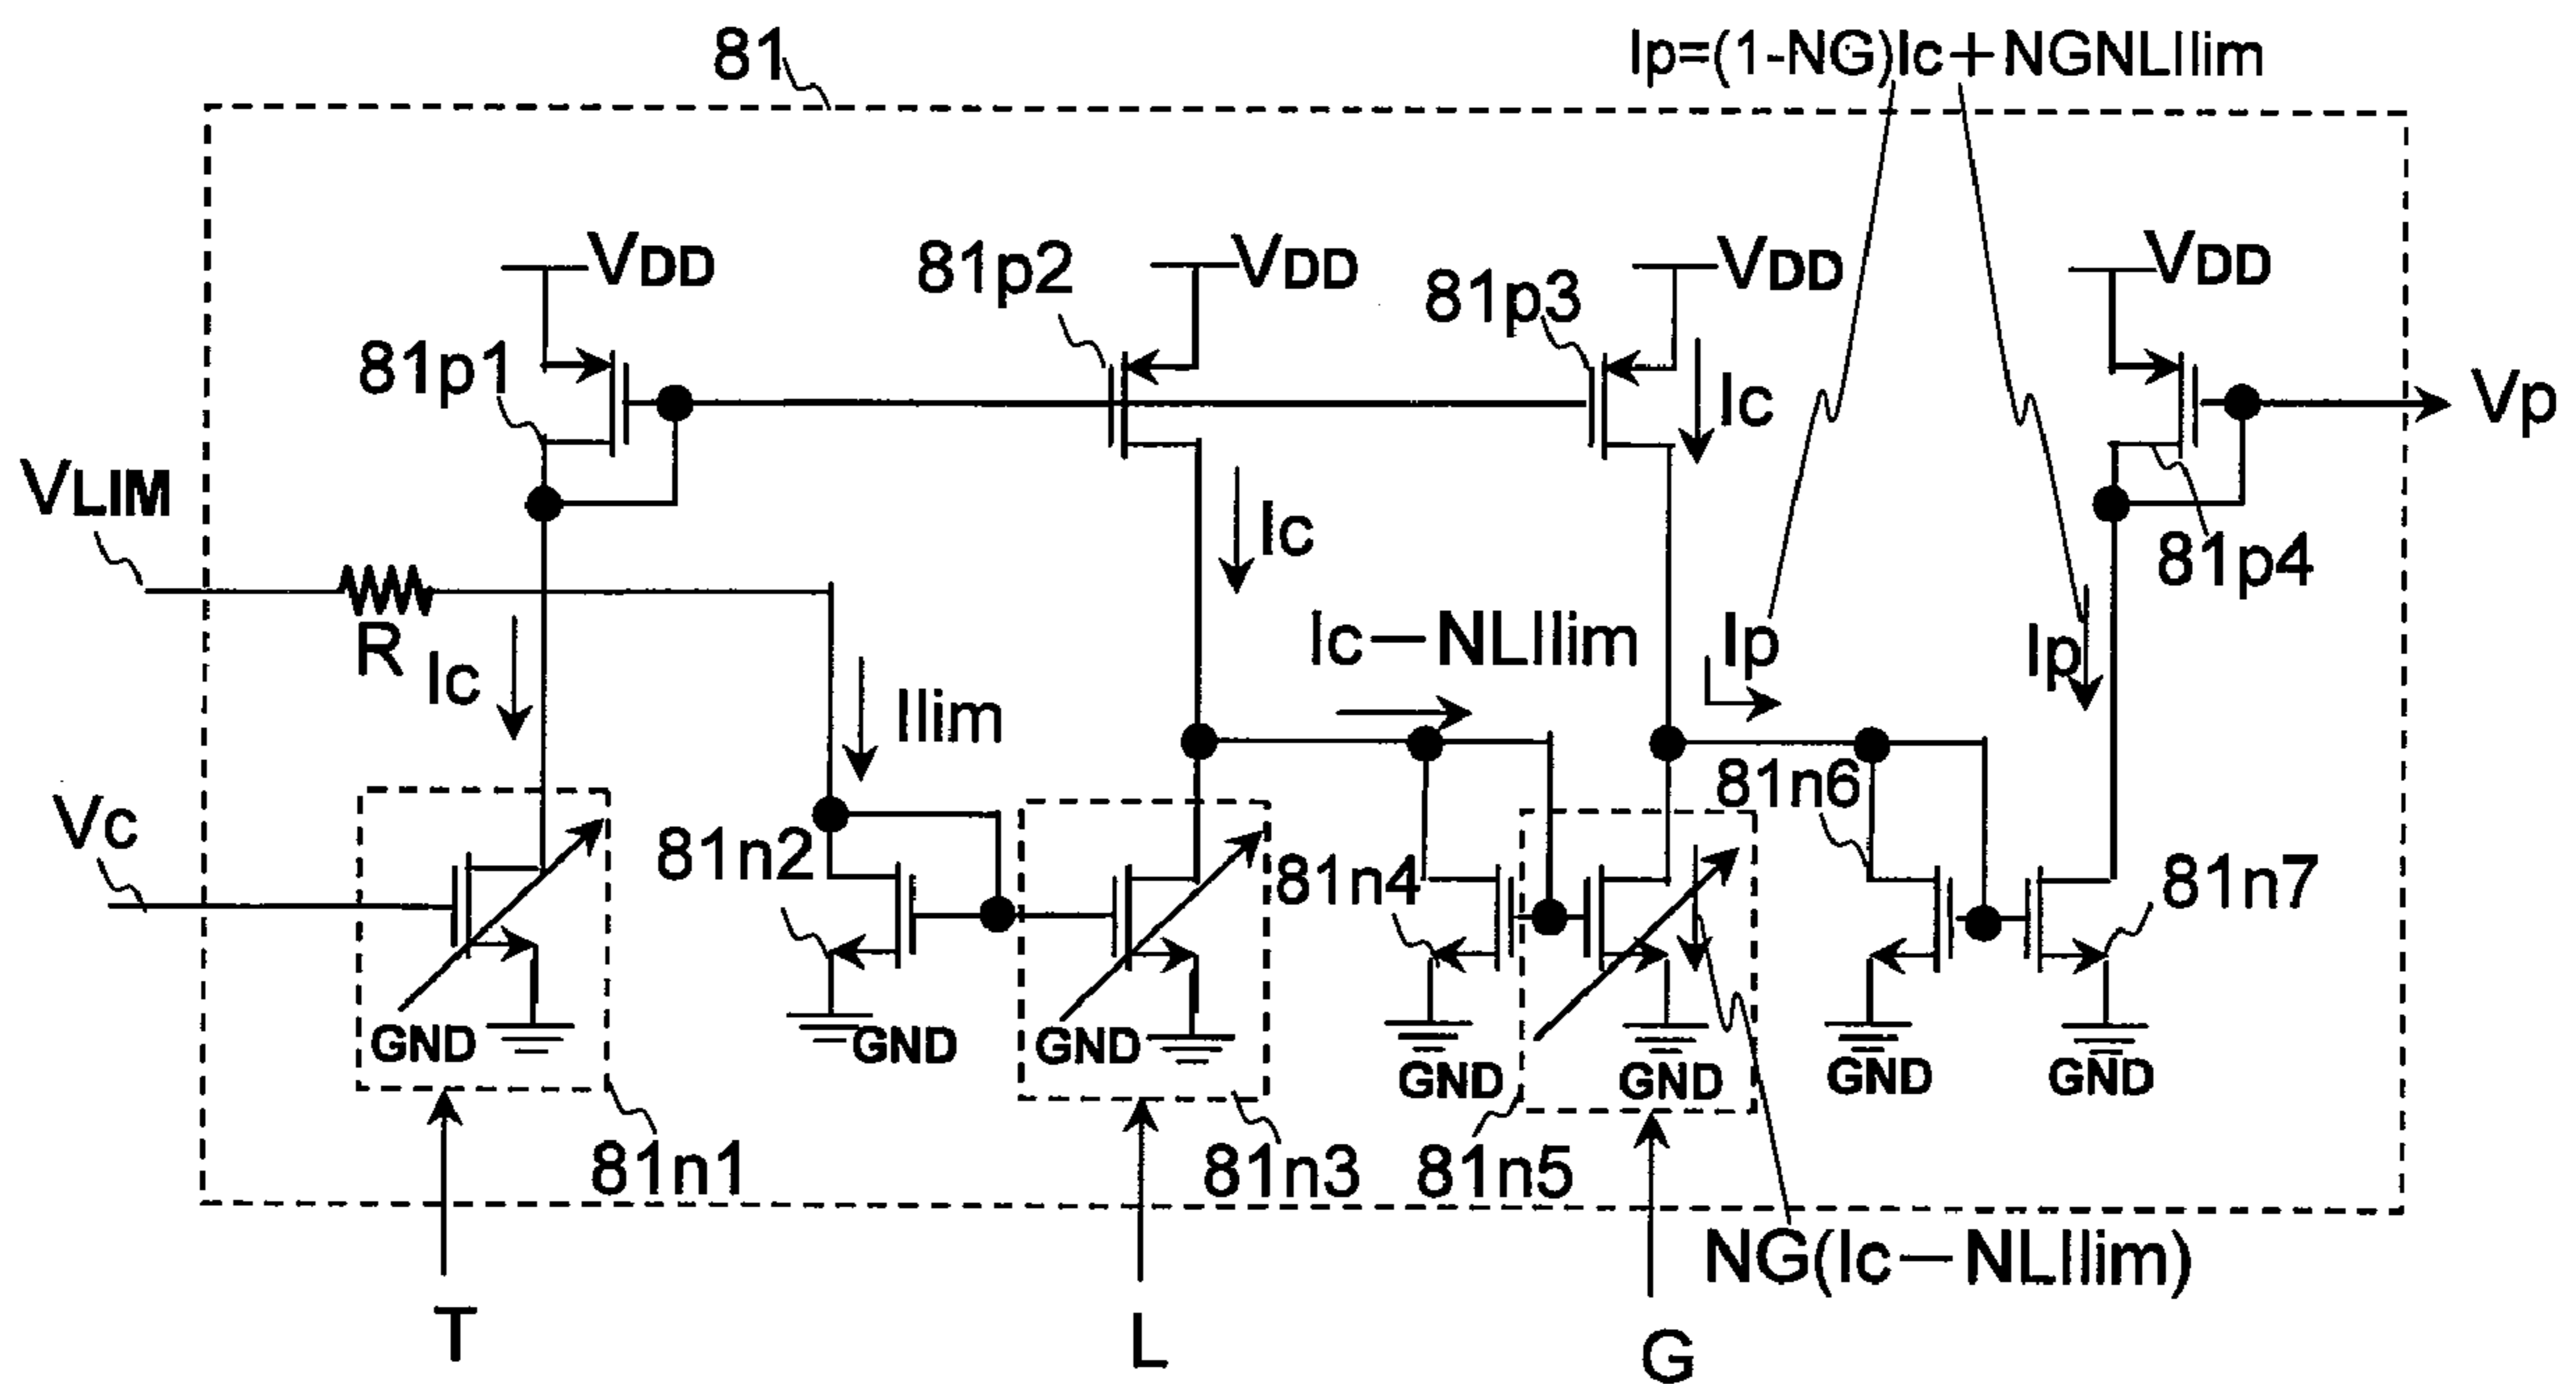 81
Ip=(1-NG)Ic+NGNLIlim
VDD
81p2
VDD
81p3
VDD
VDD
81p1
Ic
Vp
VLIM
Ic
81p4
R
Ic
Ilim
Ic-NLIlim
Ip
Ip
Vc
81n2
81n4
81n6
81n7
GND
GND
GND
GND
GND
GND
GND
81n1
81n3
81n5
NG(Ic-NLIlim)
T
L
G